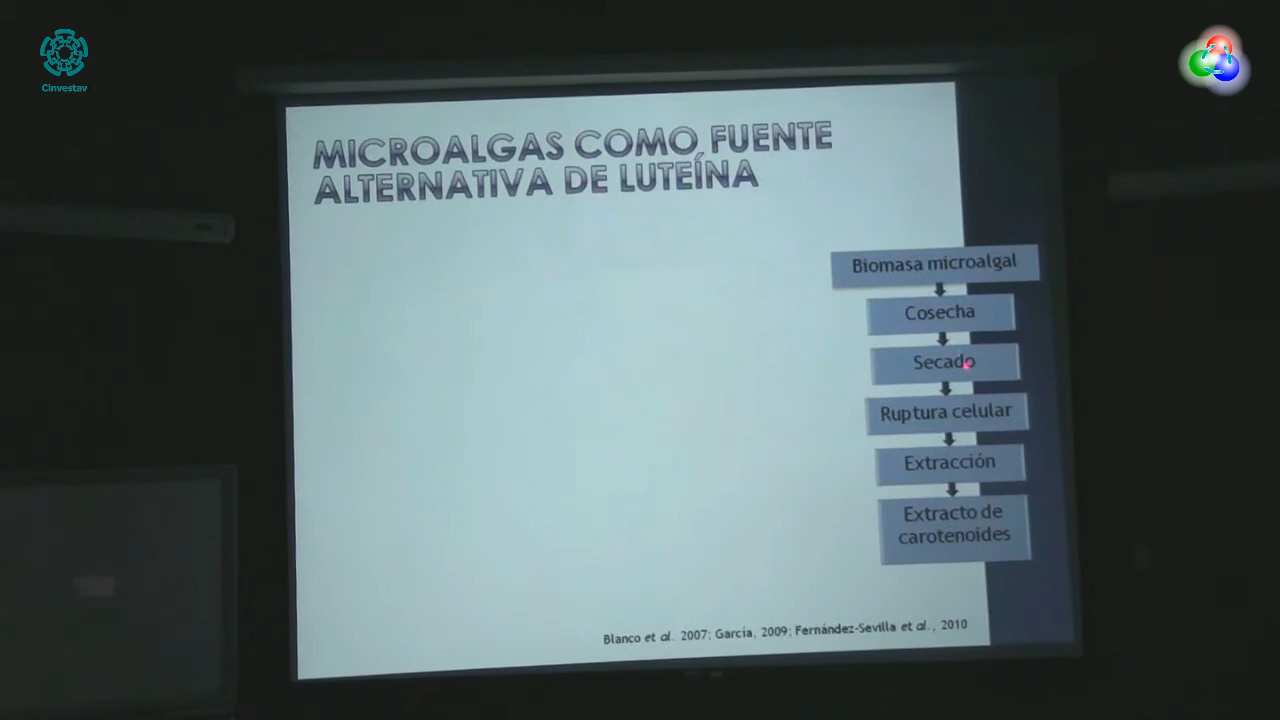 Cinvestav
MICROALGAS COMO FUENTE
ALTERNATIVA DE LUTEÍNA
Biomasa microalgal
Cosecha
Secado
Ruptura celular
Extracción
Extracto de
carotenoides
Blanco et al. 2007; García, 2009; Fernández-Sevilla et al., 2010